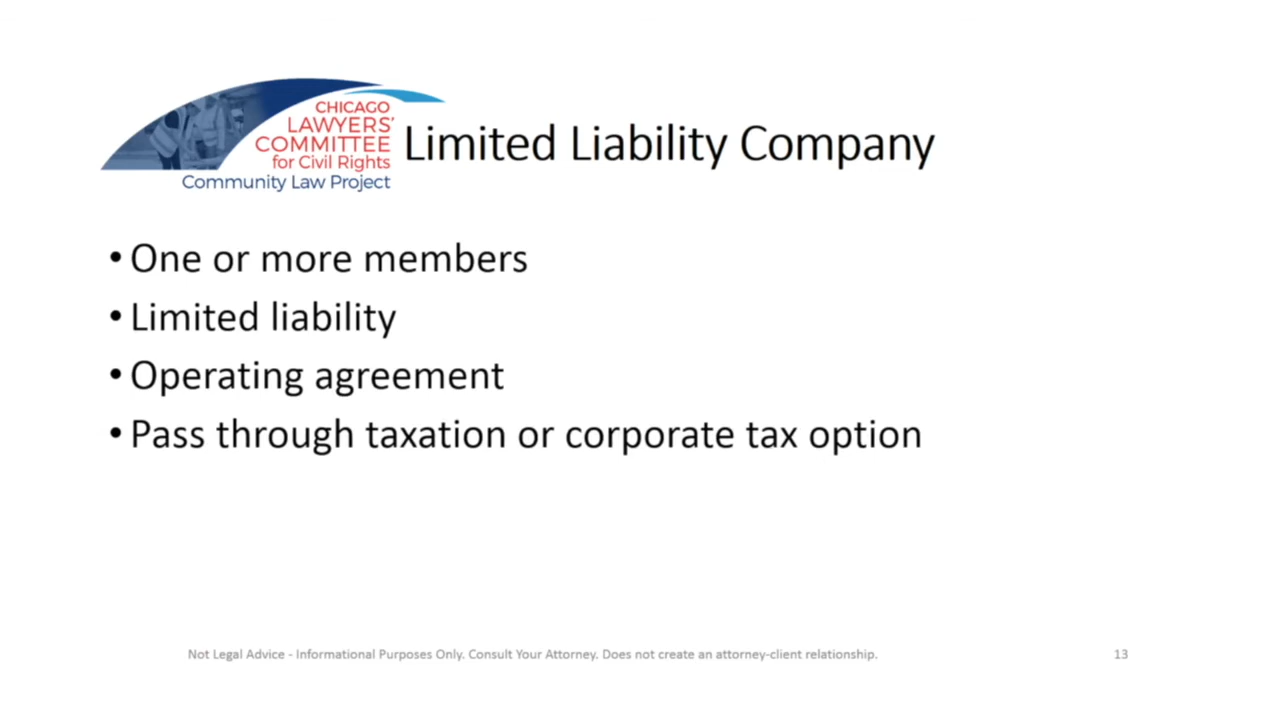 CHICAGO
LAWYERS'
COMMITTEE
for Civil Rights
Community Law Project
Limited Liability Company
• One or more members
• Limited liability
• Operating agreement
• Pass through taxation or corporate tax option
Not Legal Advice - Informational Purposes Only. Consult Your Attorney. Does not create an attorney-client relationship.
13